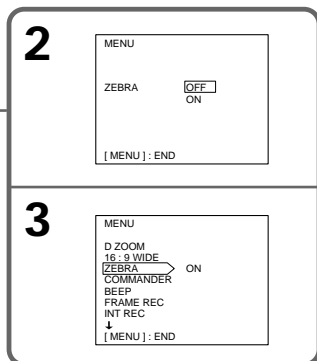 2
MENU
ZEBRA OFF
ON
[ MENU ] : END
3
MENU
D ZOOM
16 : 9 WIDE
ZEBRA ON
COMMANDER
BEEP
FRAME REC
INT REC
↓
[ MENU ] : END